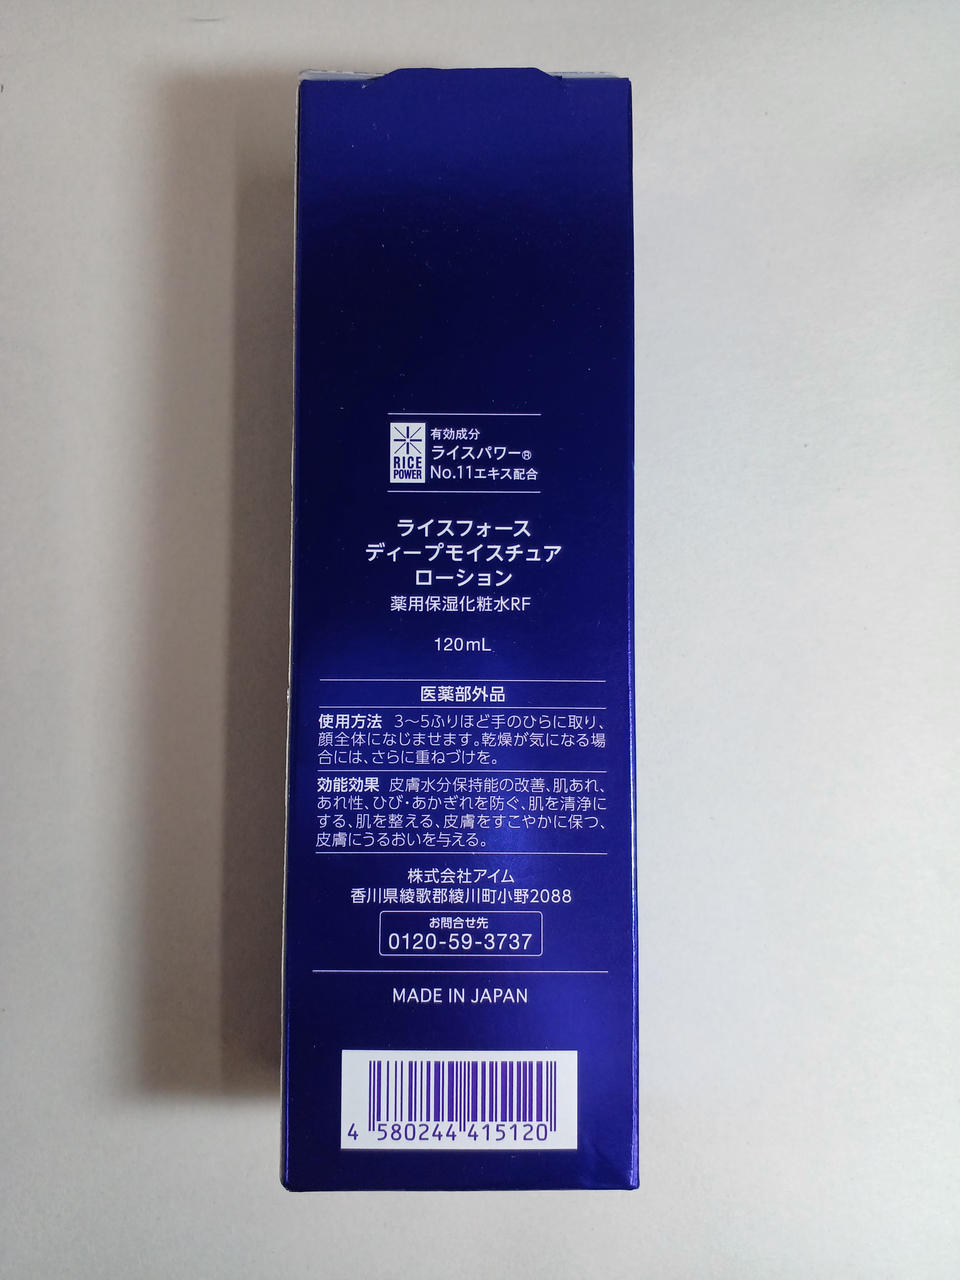 RICE
POWER
有効成分
ライスパワー®
No.11エキス配合
ライスフォース
ディープモイスチュア
ローション
薬用保湿化粧水RF
120mL
医薬部外品
使用方法 3〜5ふりほど手のひらに取り、
顔全体になじませます。乾燥が気になる場
合には、さらに重ねづけを。
効能効果 皮膚水分保持能の改善、肌あれ、
あれ性、ひび・あかぎれを防ぐ、肌を清浄に
する、肌を整える、皮膚をすこやかに保つ、
皮膚にうるおいを与える。
株式会社アイム
香川県綾歌郡綾川町小野2088
お問合せ先
0120-59-3737
MADE IN JAPAN
4 580244 415120